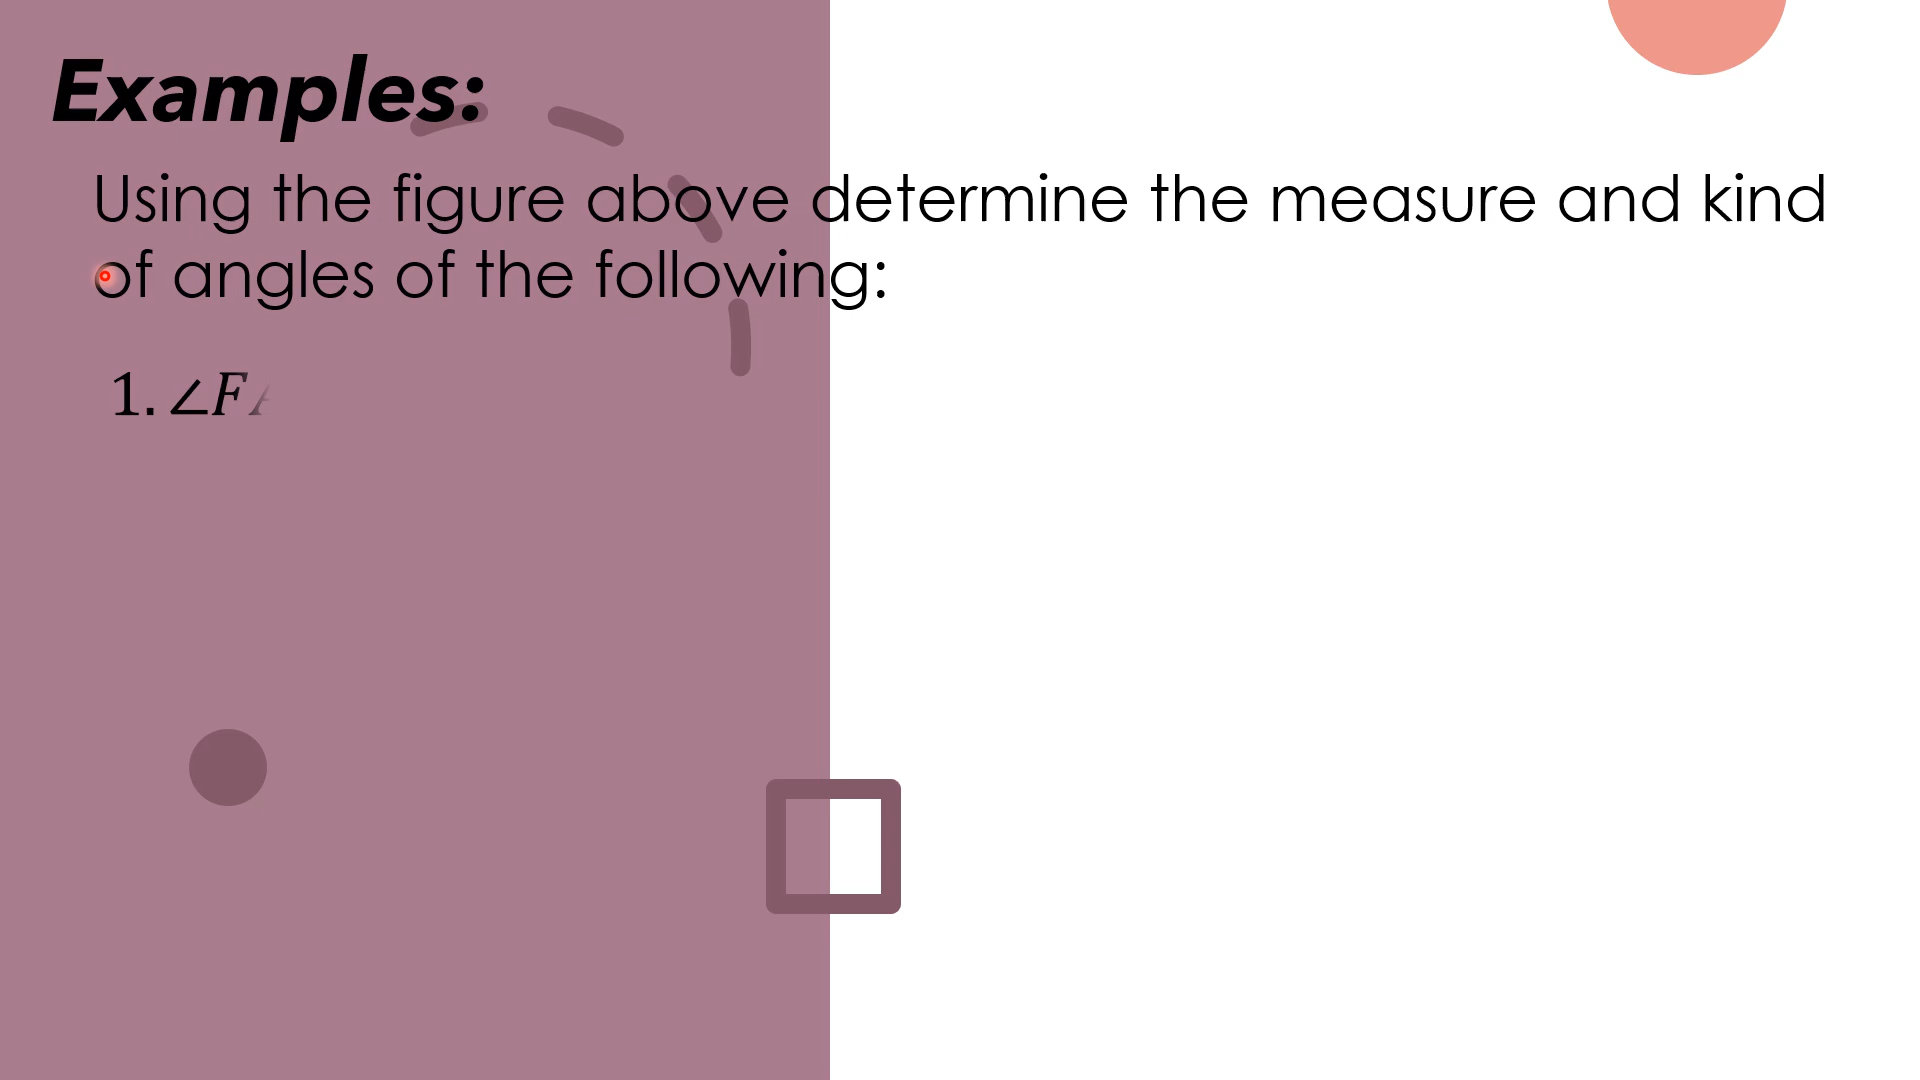 Examples:
Using the figure above determine the measure and kind
of angles of the following:
1. ∠F